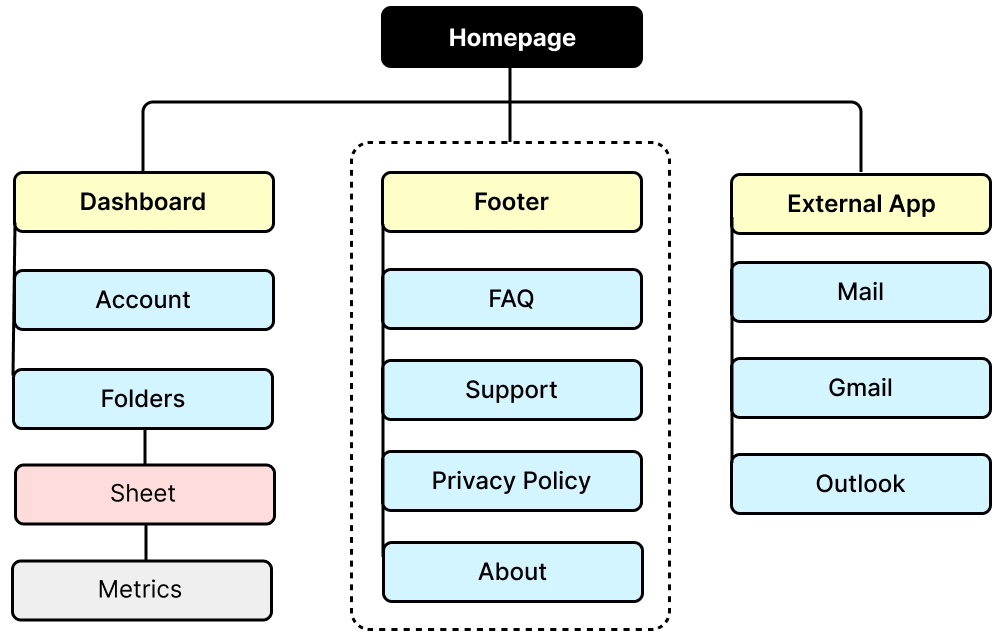 Homepage
Dashboard
Account
Folders
Sheet
Metrics
Footer
FAQ
Support
Privacy Policy
About
External App
Mail
Gmail
Outlook